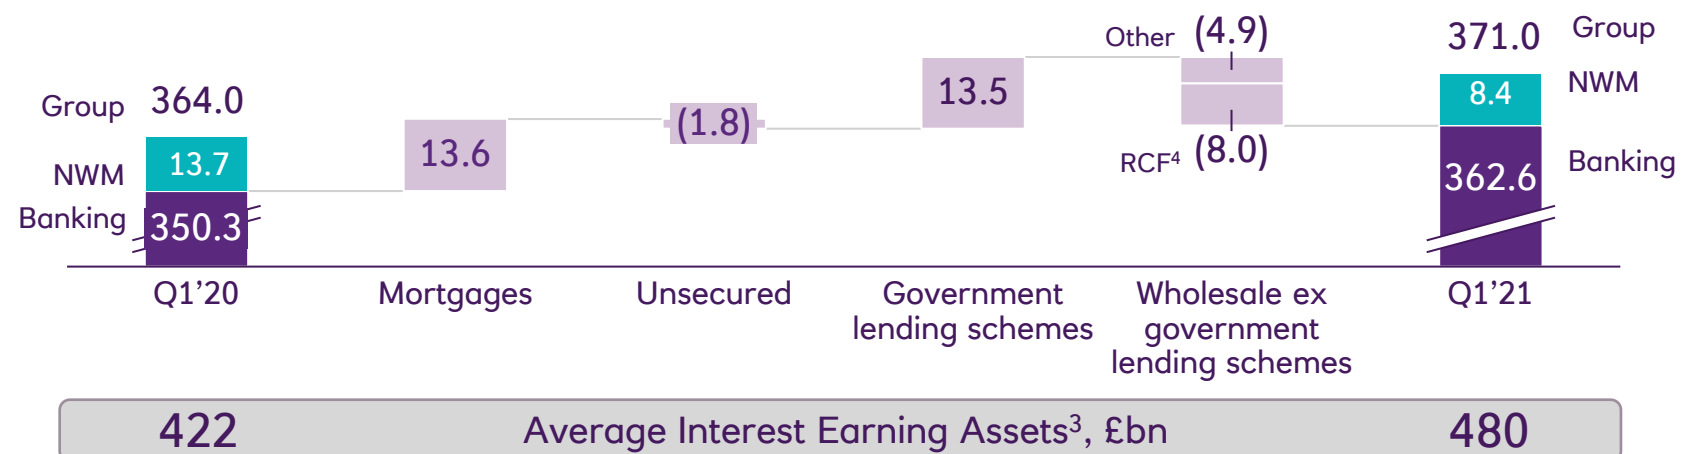 Other (4.9)
371.0 Group
Group 364.0
13.5
8.4 NWM
NWM 13.7
13.6
(1.8)
RCF⁴ (8.0)
362.6 Banking
Banking 350.3
Q1'20 Mortgages Unsecured Government Wholesale ex Q1'21
lending schemes government
lending schemes
422 Average Interest Earning Assets³, £bn 480